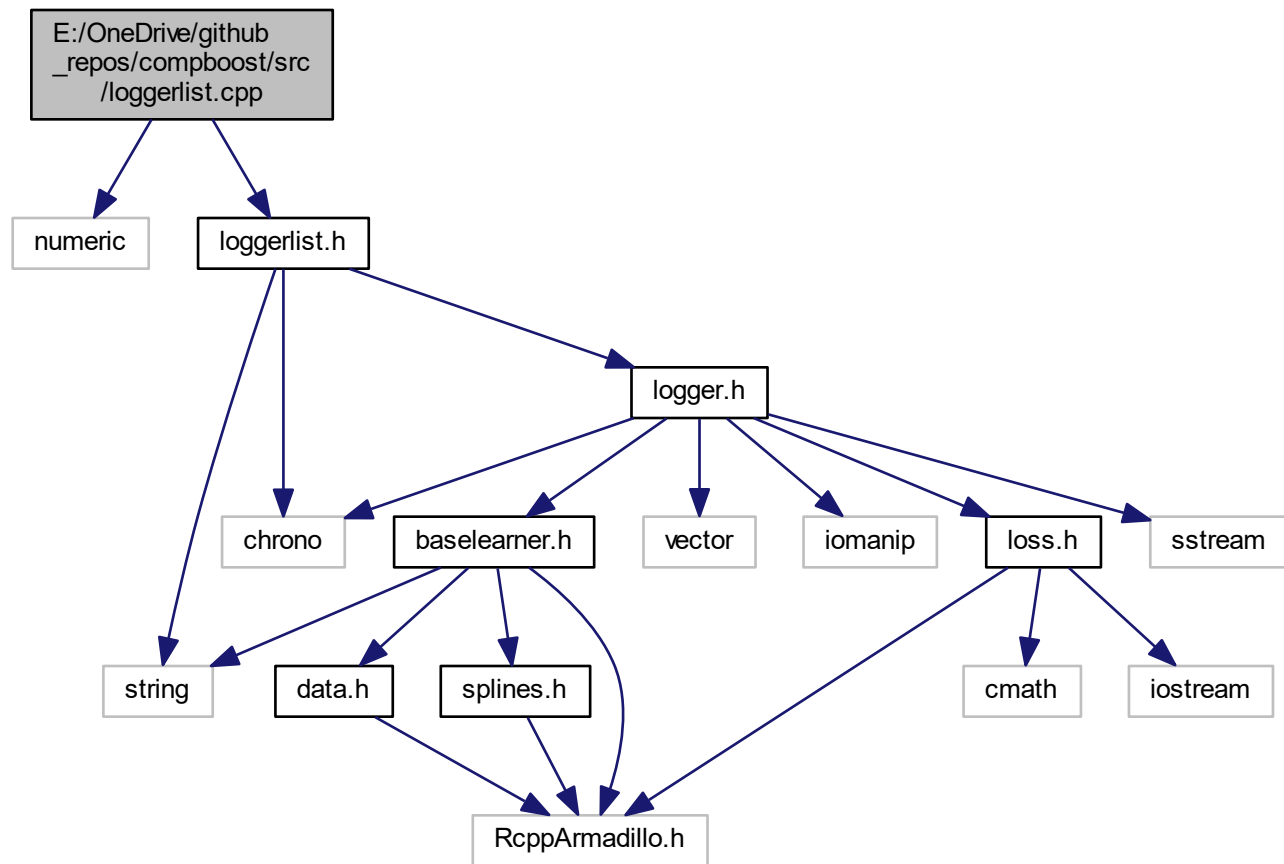 E:/OneDrive/github
_repos/compboost/src
/loggerlist.cpp
numeric
loggerlist.h
logger.h
chrono
baselearner.h
vector
iomanip
loss.h
sstream
string
data.h
splines.h
cmath
iostream
RcppArmadillo.h